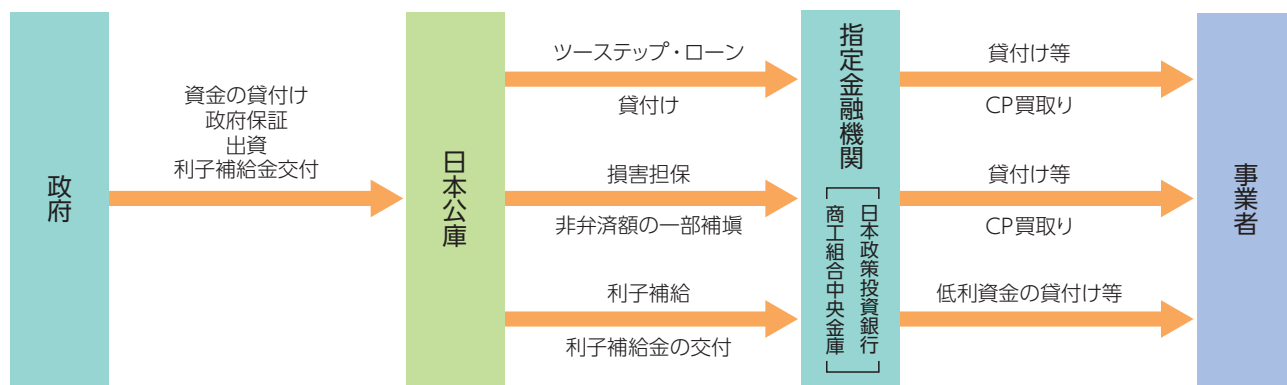 政府
資金の貸付け
政府保証
出資
利子補給金交付
日本公庫
ツーステップ・ローン
貸付け
損害担保
非弁済額の一部補塡
利子補給
利子補給金の交付
指定金融機関
日本政策投資銀行
商工組合中央金庫
貸付け等
CP買取り
貸付け等
CP買取り
低利資金の貸付け等
事業者